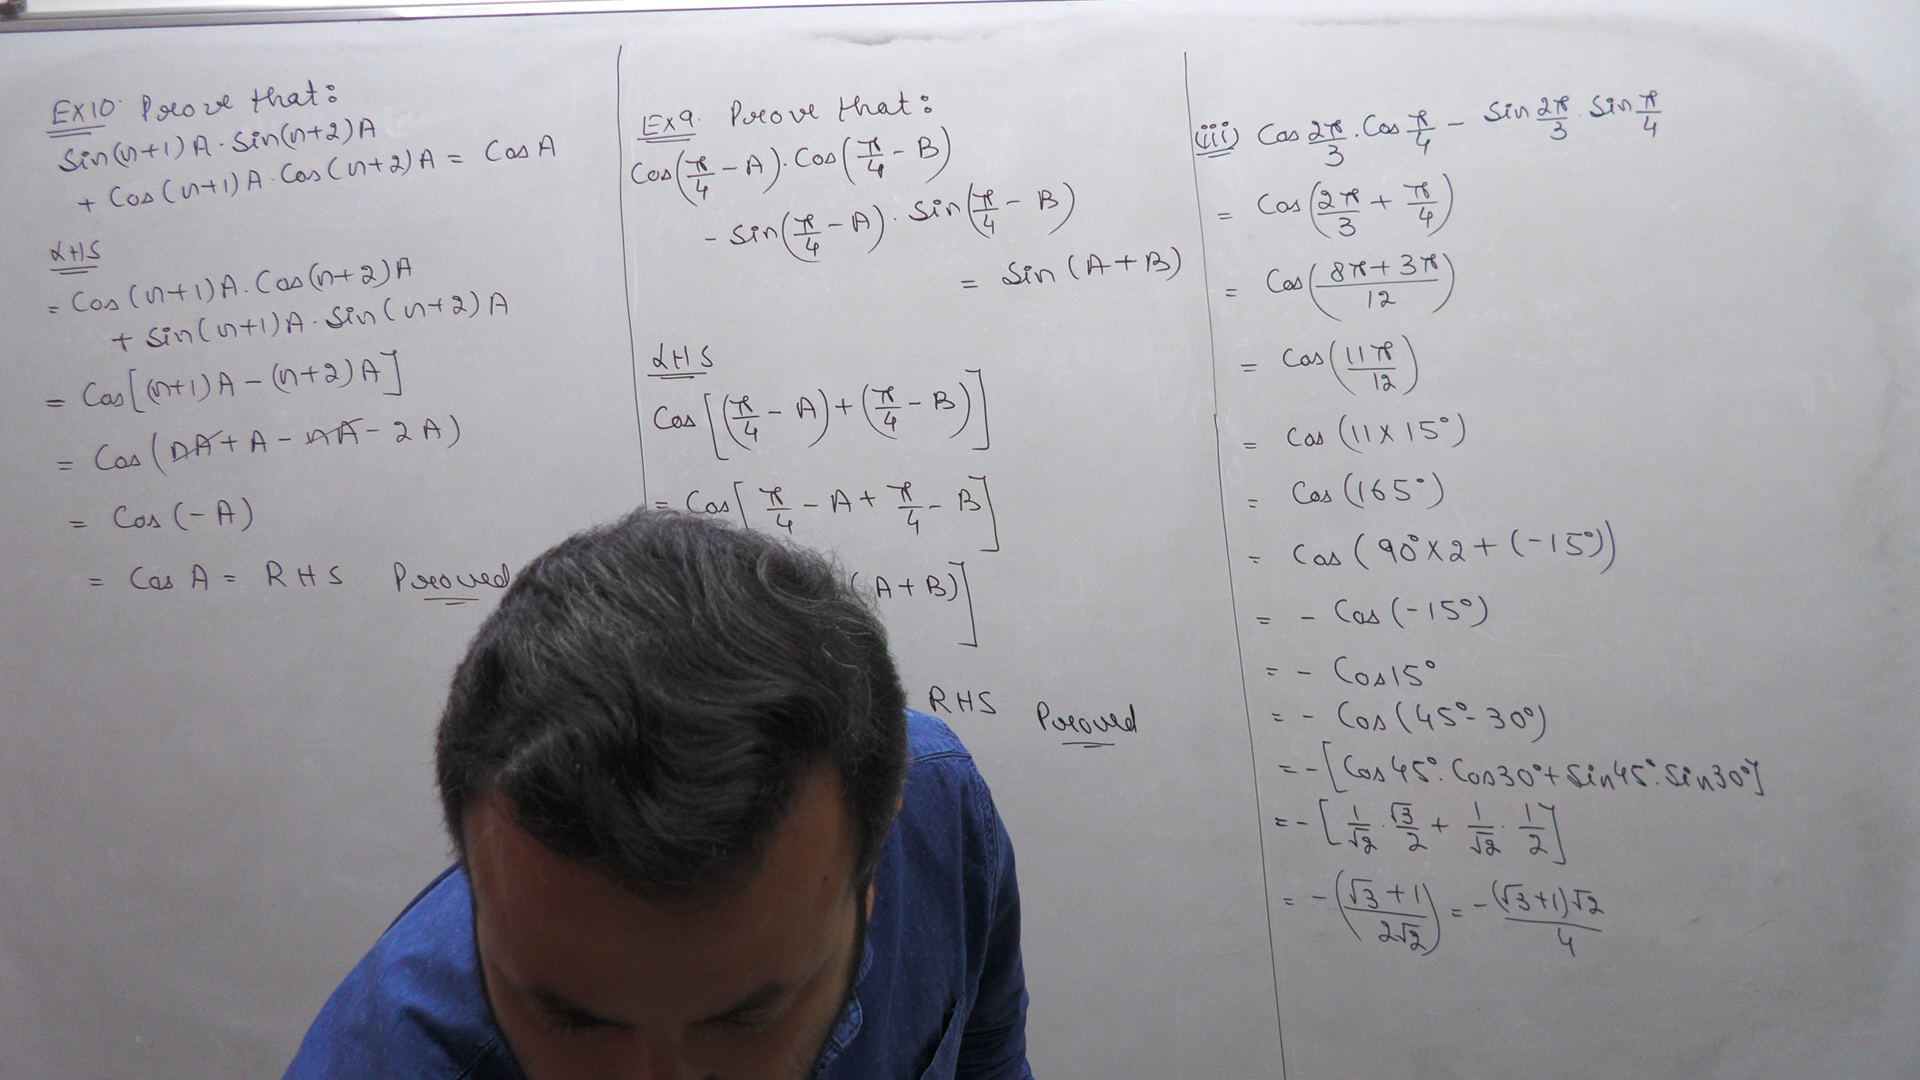 EX10. Prove that:
Sin(n+1)A·Sin(n+2)A
+ Cos(n+1)A·Cos(n+2)A = CosA
LHS
= Cos(n+1)A·Cos(n+2)A
+ Sin(n+1)A·Sin(n+2)A
= Cos[(n+1)A-(n+2)A]
= Cos(nA+A-nA-2A)
= Cos(-A)
= CosA = RHS Proved
EX9. Prove that:
Cos(π/4 - A)·Cos(π/4 - B)
- Sin(π/4 - A)·Sin(π/4 - B)
= Sin(A+B)
LHS
Cos[(π/4 - A)+(π/4 - B)]
= Cos[π/4 - A + π/4 - B]
(A+B)]
RHS Proved
(iii) Cos 2π/3·Cos π/4 - Sin 2π/3·Sin π/4
= Cos(2π/3 + π/4)
= Cos(8π+3π/12)
= Cos(11π/12)
= Cos(11×15°)
= Cos(165°)
= Cos(90°×2+(-15°))
= - Cos(-15°)
= - Cos15°
= - Cos(45°-30°)
= -[Cos45°·Cos30°+Sin45°·Sin30°]
= -[1/√2·√3/2 + 1/√2·1/2]
= -(√3+1/2√2) = -(√3+1)√2/4